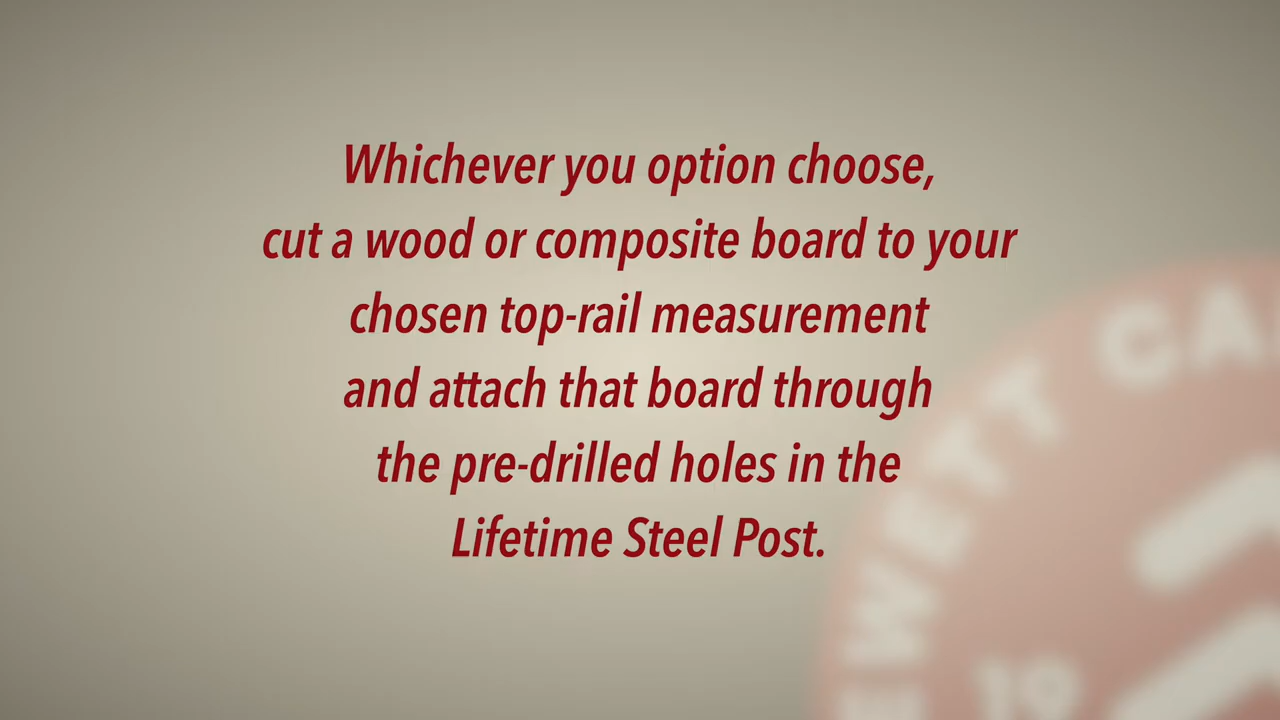 Whichever you option choose,
cut a wood or composite board to your
chosen top-rail measurement
and attach that board through
the pre-drilled holes in the
Lifetime Steel Post.